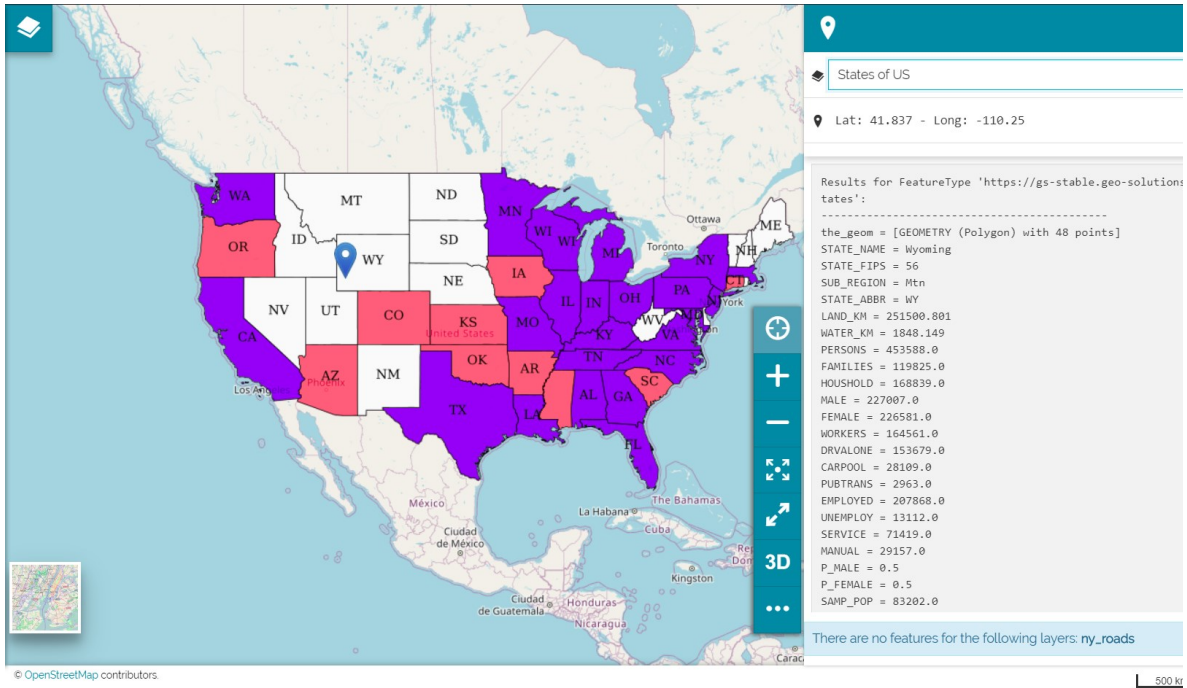 States of US
Lat: 41.837 - Long: -110.25
Results for FeatureType 'https://gs-stable.geo-solutions
tates':
--------------------------------------------
the_geom = [GEOMETRY (Polygon) with 48 points]
STATE_NAME = Wyoming
STATE_FIPS = 56
SUB_REGION = Mtn
STATE_ABBR = WY
LAND_KM = 251500.801
WATER_KM = 1848.149
PERSONS = 453588.0
FAMILIES = 119825.0
HOUSHOLD = 168839.0
MALE = 227007.0
FEMALE = 226581.0
WORKERS = 164561.0
DRVALONE = 153679.0
CARPOOL = 28109.0
PUBTRANS = 2963.0
EMPLOYED = 207868.0
UNEMPLOY = 13112.0
SERVICE = 71419.0
MANUAL = 29157.0
P_MALE = 0.5
P_FEMALE = 0.5
SAMP_POP = 83202.0
There are no features for the following layers: ny_roads
WA
MT
ND
MN
OR
ID
WY
SD
WI
WI
MI
Ottawa
Toronto
ME
NH
NY
CT
NE
IA
PA
NJ
York
NV
UT
CO
KS
United States
MO
IL
IN
OH
WV
MD
VA
KY
CA
AZ
Phoenix
NM
OK
AR
TN
NC
SC
Los An
TX
LA
AL
GA
FL
México
Ciudad
de México
La Habana
The Bahamas
Cuba
Kingston
Ciudad
de Guatemala
Honduras
Nicaragua
Carac
3D
© OpenStreetMap contributors.
500 km